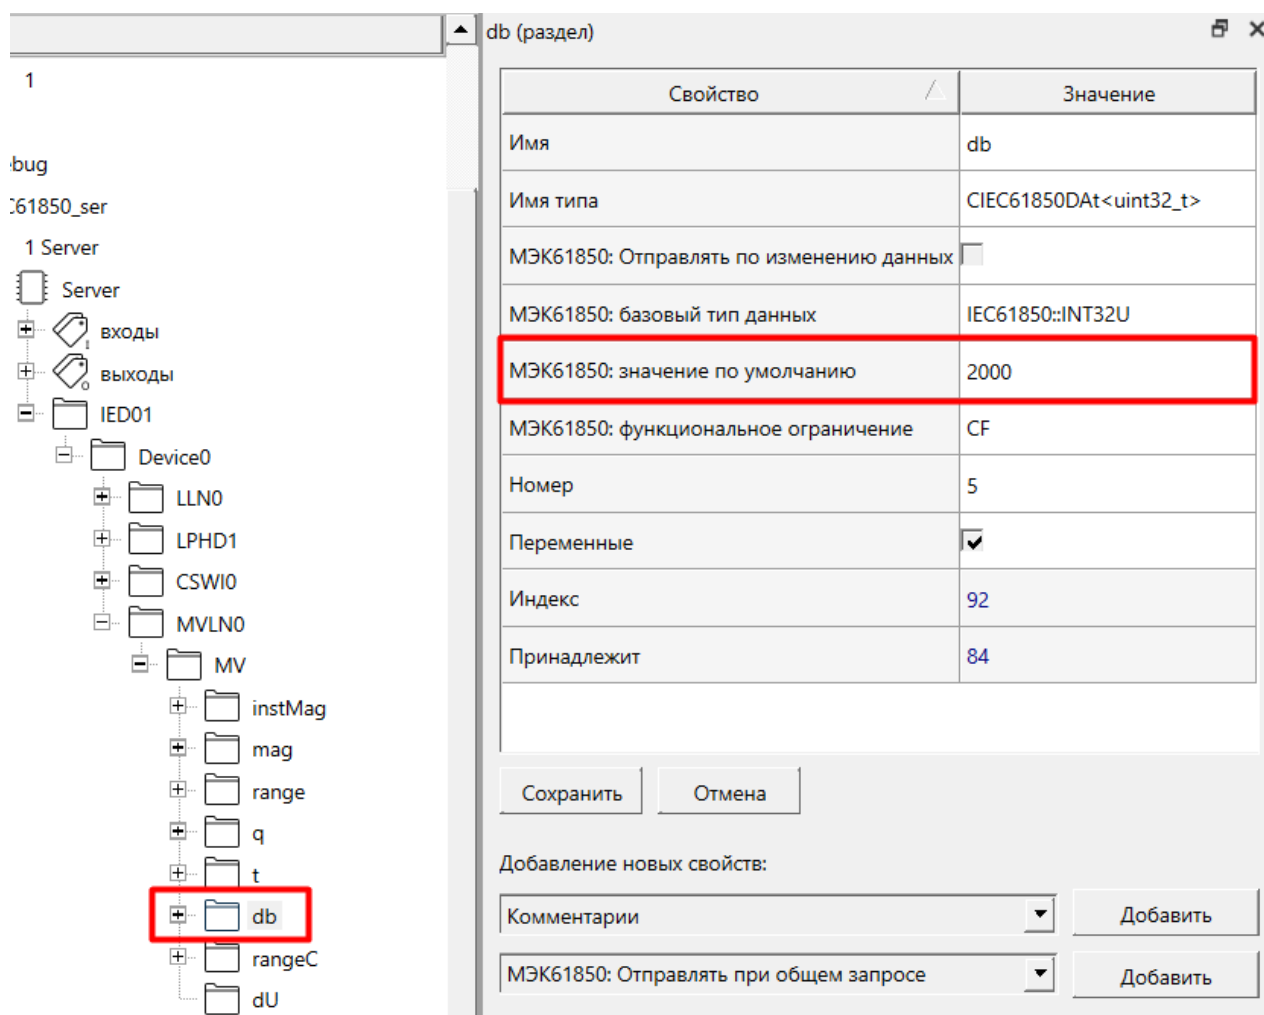 1
ebug
C61850_ser
1 Server
Server
входы
выходы
IED01
Device0
LLN0
LPHD1
CSWI0
MVLN0
MV
instMag
mag
range
q
t
db
rangeC
dU
db (раздел)
Свойство Значение
Имя db
Имя типа CIEC61850DAt<uint32_t>
МЭК61850: Отправлять по изменению данных
МЭК61850: базовый тип данных IEC61850::INT32U
МЭК61850: значение по умолчанию 2000
МЭК61850: функциональное ограничение CF
Номер 5
Переменные
Индекс 92
Принадлежит 84
Сохранить Отмена
Добавление новых свойств:
Комментарии Добавить
МЭК61850: Отправлять при общем запросе Добавить